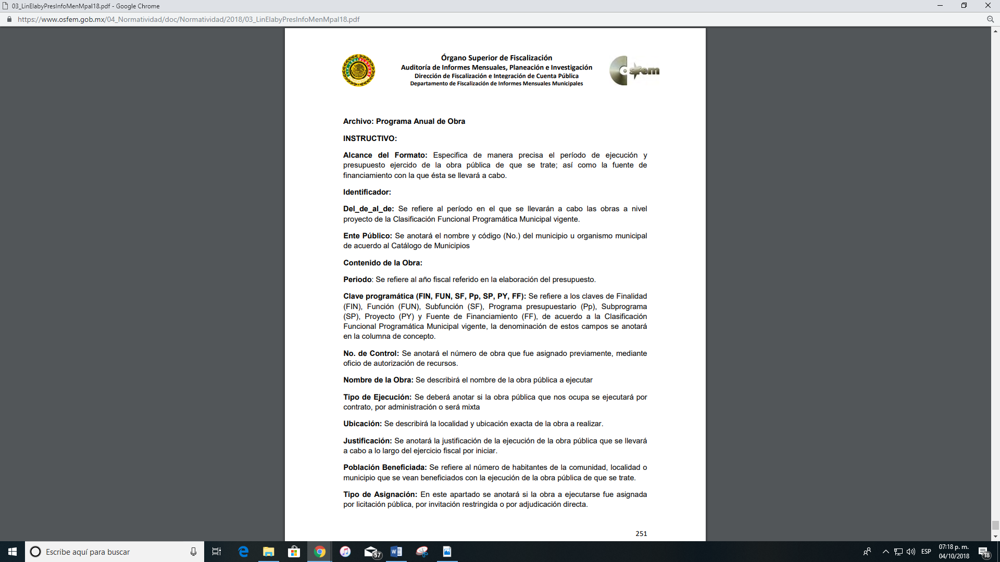 03_LinElabyPresInfoMenMpal18.pdf - Google Chrome
https://www.osfem.gob.mx/04_Normatividad/doc/Normatividad/2018/03_LinElabyPresInfoMenMpal18.pdf
Órgano Superior de Fiscalización
Auditoría de Informes Mensuales, Planeación e Investigación
Dirección de Fiscalización e Integración de Cuenta Pública
Departamento de Fiscalización de Informes Mensuales Municipales
osfem
Archivo: Programa Anual de Obra
INSTRUCTIVO:
Alcance del Formato: Especifica de manera precisa el período de ejecución y
presupuesto ejercido de la obra pública de que se trate; así como la fuente de
financiamiento con la que ésta se llevará a cabo.
Identificador:
Del_de_al_de: Se refiere al período en el que se llevarán a cabo las obras a nivel
proyecto de la Clasificación Funcional Programática Municipal vigente.
Ente Público: Se anotará el nombre y código (No.) del municipio u organismo municipal
de acuerdo al Catálogo de Municipios
Contenido de la Obra:
Periodo: Se refiere al año fiscal referido en la elaboración del presupuesto.
Clave programática (FIN, FUN, SF, Pp, SP, PY, FF): Se refiere a los claves de Finalidad
(FIN), Función (FUN), Subfunción (SF), Programa presupuestario (Pp), Subprograma
(SP), Proyecto (PY) y Fuente de Financiamiento (FF), de acuerdo a la Clasificación
Funcional Programática Municipal vigente, la denominación de estos campos se anotará
en la columna de concepto.
No. de Control: Se anotará el número de obra que fue asignado previamente, mediante
oficio de autorización de recursos.
Nombre de la Obra: Se describirá el nombre de la obra pública a ejecutar
Tipo de Ejecución: Se deberá anotar si la obra pública que nos ocupa se ejecutará por
contrato, por administración o será mixta
Ubicación: Se describirá la localidad y ubicación exacta de la obra a realizar.
Justificación: Se anotará la justificación de la ejecución de la obra pública que se llevará
a cabo a lo largo del ejercicio fiscal por iniciar.
Población Beneficiada: Se refiere al número de habitantes de la comunidad, localidad o
municipio que se vean beneficiados con la ejecución de la obra pública de que se trate.
Tipo de Asignación: En este apartado se anotará si la obra a ejecutarse fue asignada
por licitación pública, por invitación restringida o por adjudicación directa.
251
Escribe aquí para buscar
57
ESP
07:18 p. m.
04/10/2018
18